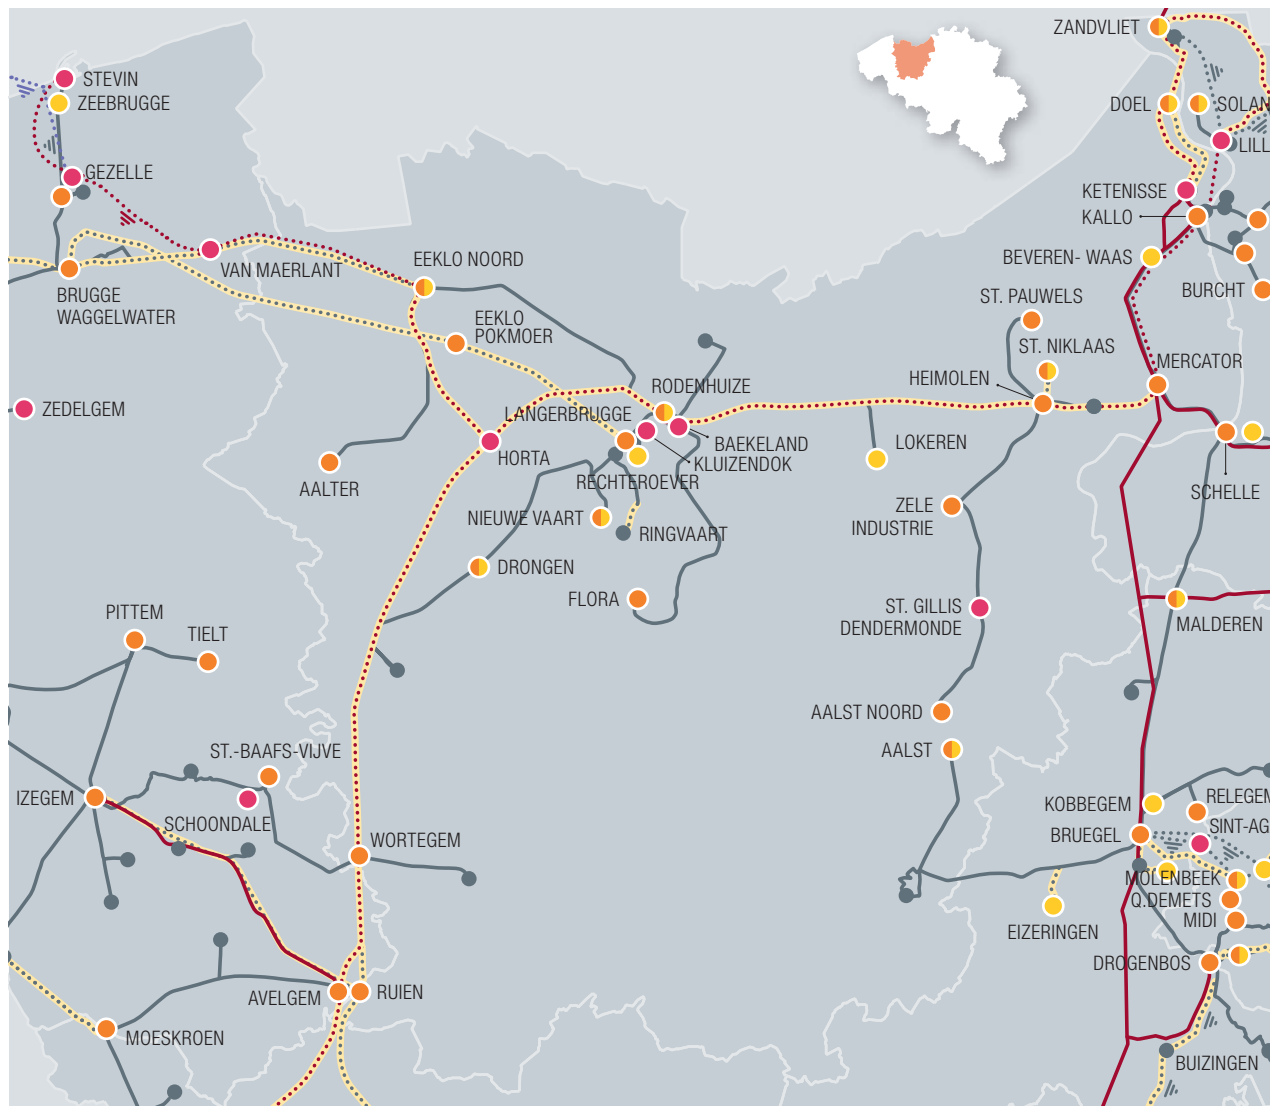 ZANDVLIET
STEVIN
ZEEBRUGGE
DOEL
SOLAN
LILL
GEZELLE
KETENISSE
KALLO
VAN MAERLANT
EEKLO NOORD
BEVEREN- WAAS
BRUGGE
WAGGELWATER
ST. PAUWELS
BURCHT
EEKLO
POKMOER
ST. NIKLAAS
MERCATOR
HEIMOLEN
RODENHUIZE
ZEDELGEM
LANGERBRUGGE
BAEKELAND
LOKEREN
HORTA
KLUIZENDOK
RECHTEROEVER
AALTER
SCHELLE
NIEUWE VAART
RINGVAART
ZELE
INDUSTRIE
DRONGEN
FLORA
ST. GILLIS
DENDERMONDE
MALDEREN
PITTEM
TIELT
AALST NOORD
AALST
ST.-BAAFS-VIJVE
IZEGEM
SCHOONDALE
KOBBEGEM
RELEGEM
WORTEGEM
BRUEGEL
SINT-AG
MOLENBEEK
Q.DEMETS
MIDI
EIZERINGEN
DROGENBOS
AVELGEM
RUIEN
MOESKROEN
BUIZINGEN